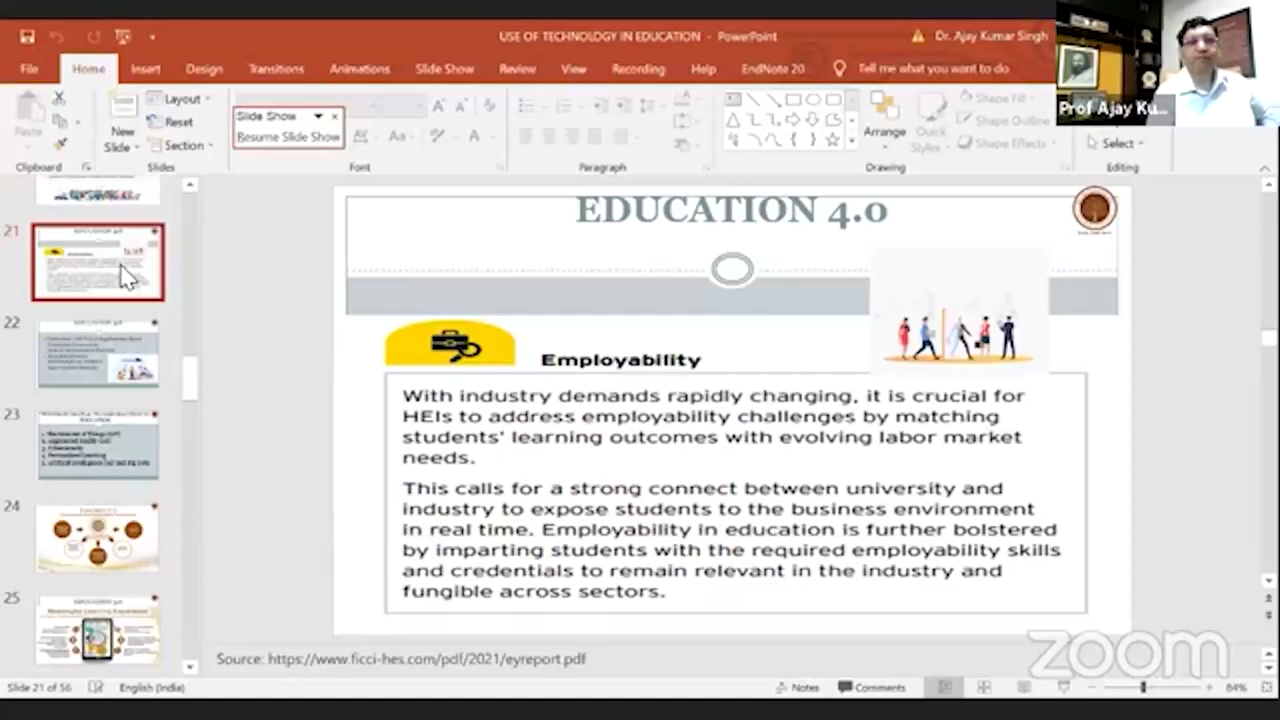 USE OF TECHNOLOGY IN EDUCATION - PowerPoint
Dr. Ajay Kumar Singh
File Home Insert Design Transitions Animations Slide Show Review View Recording Help EndNote 20 Tell me what you want to do
Prof Ajay Ku...
Paste
New
Slide
Layout
Reset
Section
Slide Show
Resume Slide Show
Aa
Arrange
Quick
Styles
Shape Fill
Shape Outline
Shape Effects
Select
Clipboard Slides Font Paragraph Drawing Editing
21
22
23
24
25
EDUCATION 4.0
Employability
With industry demands rapidly changing, it is crucial for
HEIs to address employability challenges by matching
students' learning outcomes with evolving labor market
needs.
This calls for a strong connect between university and
industry to expose students to the business environment
in real time. Employability in education is further bolstered
by imparting students with the required employability skills
and credentials to remain relevant in the industry and
fungible across sectors.
Source: https://www.ficci-hes.com/pdf/2021/eyreport.pdf
zoom
Slide 21 of 56 English (India) Notes Comments 84%